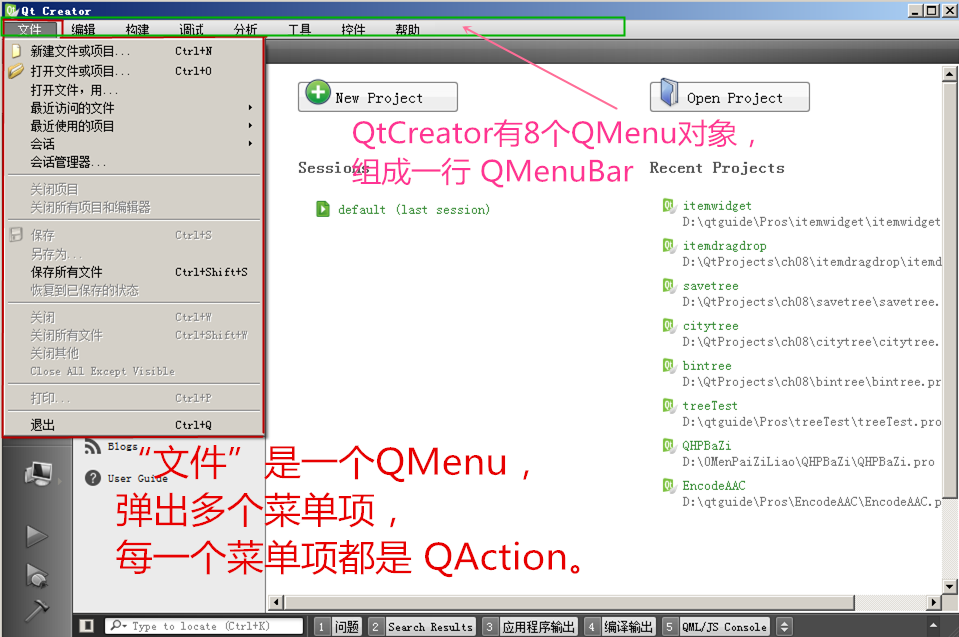 Qt Creator
文件 编辑 构建 调试 分析 工具 控件 帮助
新建文件或项目... Ctrl+N
打开文件或项目... Ctrl+O
打开文件，用...
最近访问的文件
最近使用的项目
会话
会话管理器...
关闭项目
关闭所有项目和编辑器
保存 Ctrl+S
另存为...
保存所有文件 Ctrl+Shift+S
恢复到已保存的状态
关闭 Ctrl+W
关闭所有文件 Ctrl+Shift+W
关闭其他
Close All Except Visible
打印... Ctrl+P
退出 Ctrl+Q
New Project
Open Project
QtCreator有8个QMenu对象，
组成一行 QMenuBar
Sessions
default (last session)
Recent Projects
itemwidget
D:\qtguide\Pros\itemwidget\itemwidget
itemdragdrop
D:\QtProjects\ch08\itemdragdrop\itemd
savetree
D:\QtProjects\ch08\savetree\savetree.
citytree
D:\QtProjects\ch08\citytree\citytree.
bintree
D:\QtProjects\ch08\bintree\bintree.pr
treeTest
D:\qtguide\Pros\treeTest\treeTest.pro
QHPBaZi
D:\OMenPaiZiLiao\QHPBaZi\QHPBaZi.pro
EncodeAAC
D:\qtguide\Pros\EncodeAAC\EncodeAAC.p
Blogs
User Guide
“文件”是一个QMenu，
弹出多个菜单项，
每一个菜单项都是 QAction。
Type to locate (Ctrl+K)
1 问题 2 Search Results 3 应用程序输出 4 编译输出 5 QML/JS Console